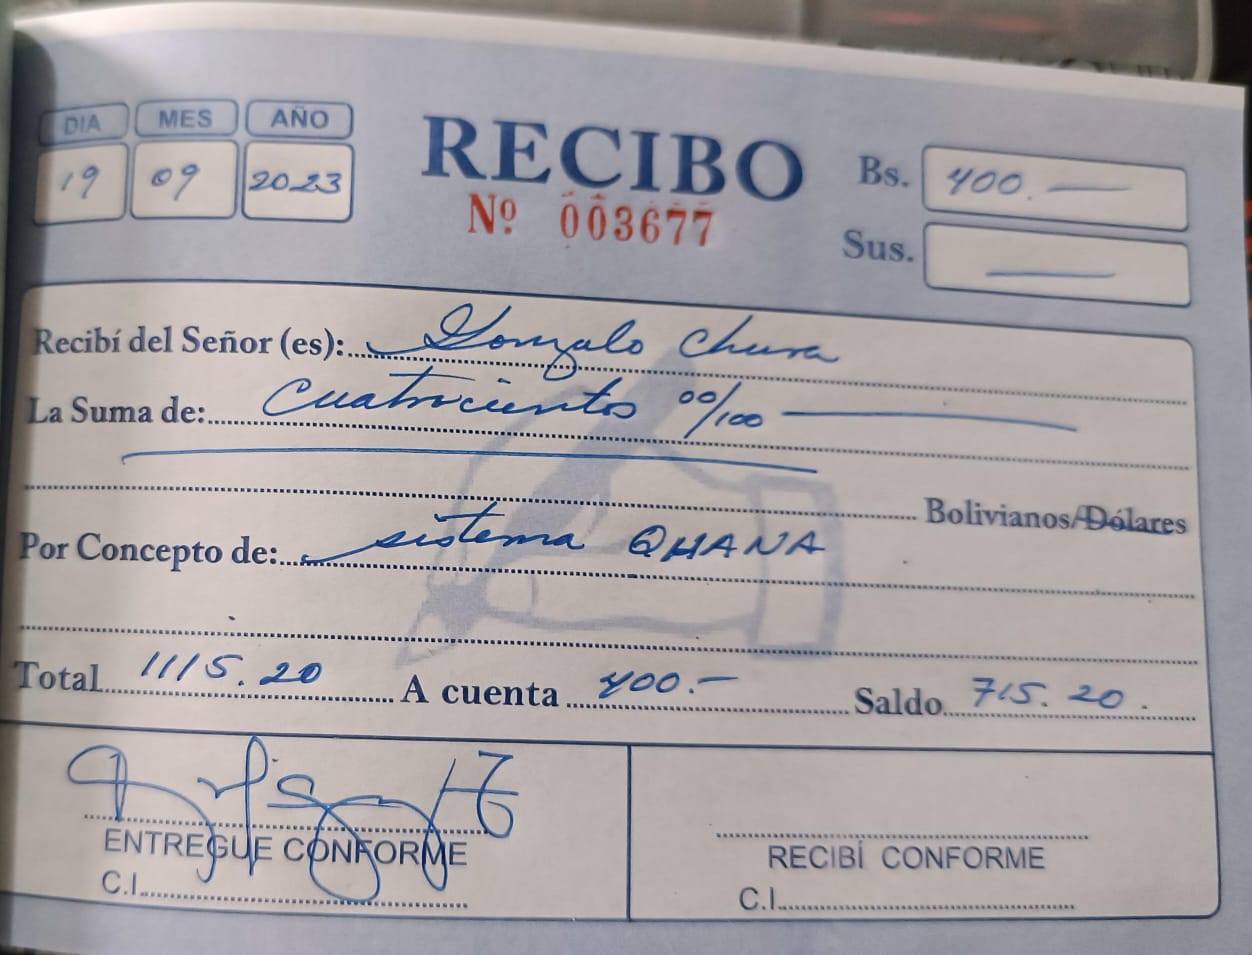 DIA MES AÑO
19 09 2023
RECIBO
Nº 003677
Bs. 400.—
Sus. —
Recibí del Señor (es): Gonzalo Chura
La Suma de: Cuatrocientos 00/100
Bolivianos/Dólares
Por Concepto de: sistema QHANA
Total 1115.20 A cuenta 400.- Saldo 715.20.
ENTREGUE CONFORME
C.I.
RECIBÍ CONFORME
C.I.